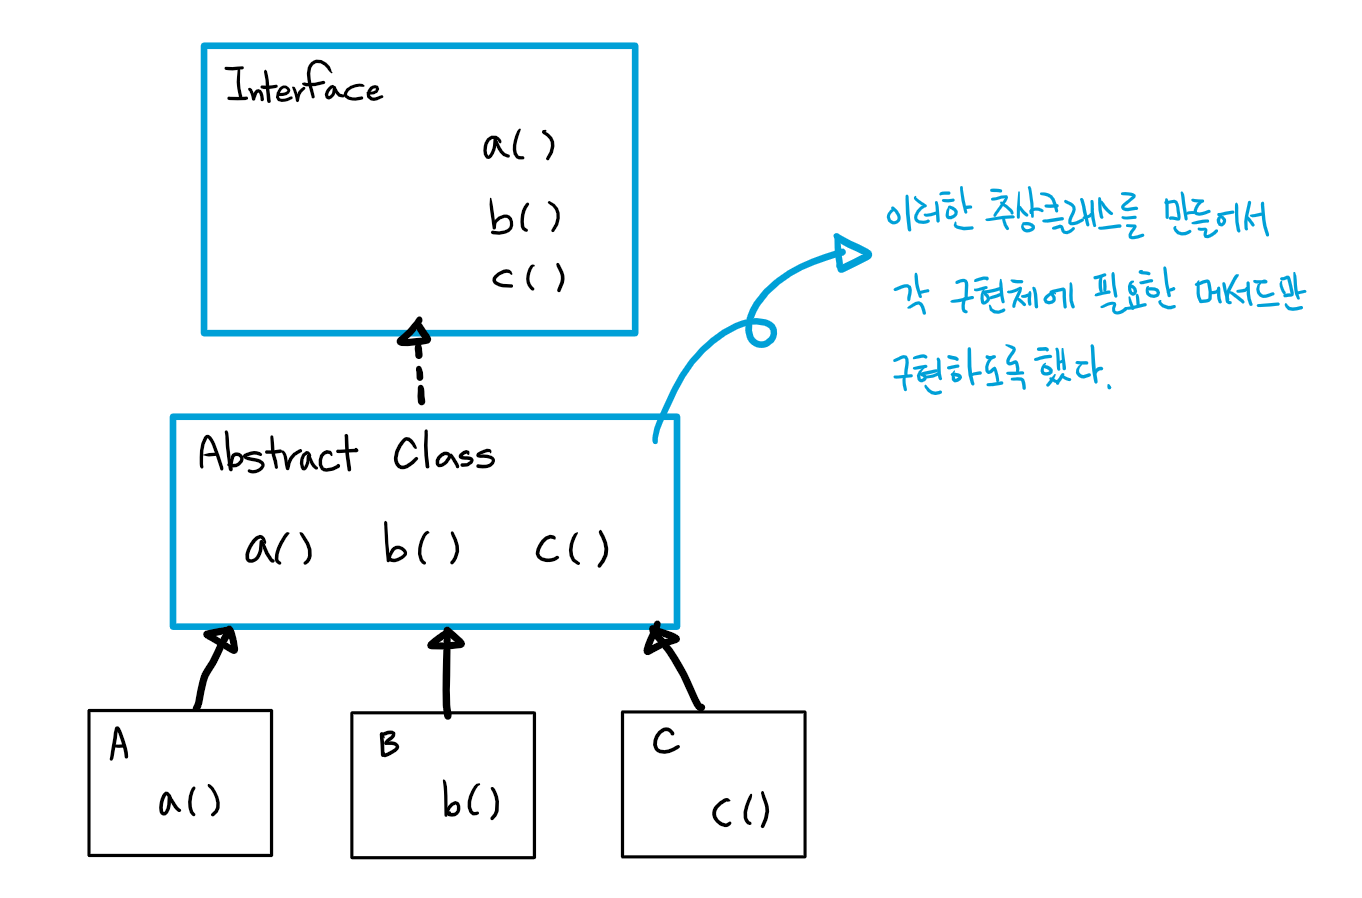 Interface
a()
b()
c()
이러한 추상클래스를 만들어서
각 구현체에 필요한 메서드만
구현하도록 했다.
Abstract Class
a() b() c()
A
a()
B
b()
C
c()